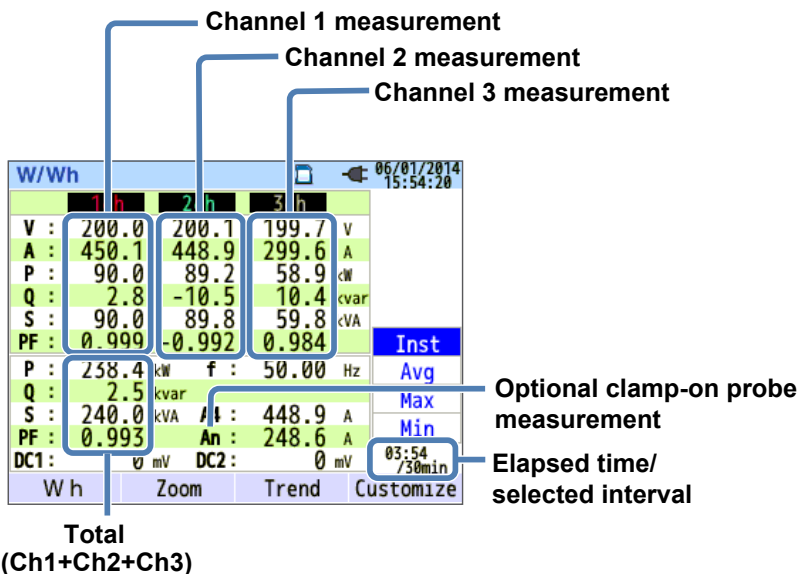 Channel 1 measurement
Channel 2 measurement
Channel 3 measurement
W/Wh 06/01/2014
15:54:20
1 h 2 h 3 h
V : 200.0 200.1 199.7 V
A : 450.1 448.9 299.6 A
P : 90.0 89.2 58.9 kW
Q : 2.8 -10.5 10.4 kvar
S : 90.0 89.8 59.8 kVA
PF : 0.999 -0.992 0.984 Inst
P : 238.4 kW f : 50.00 Hz Avg
Q : 2.5 kvar Max
S : 240.0 kVA A4 : 448.9 A Min
PF : 0.993 An : 248.6 A
DC1 : 0 mV DC2 : 0 mV 03:54
/30min
Wh Zoom Trend Customize
Optional clamp-on probe
measurement
Elapsed time/
selected interval
Total
(Ch1+Ch2+Ch3)